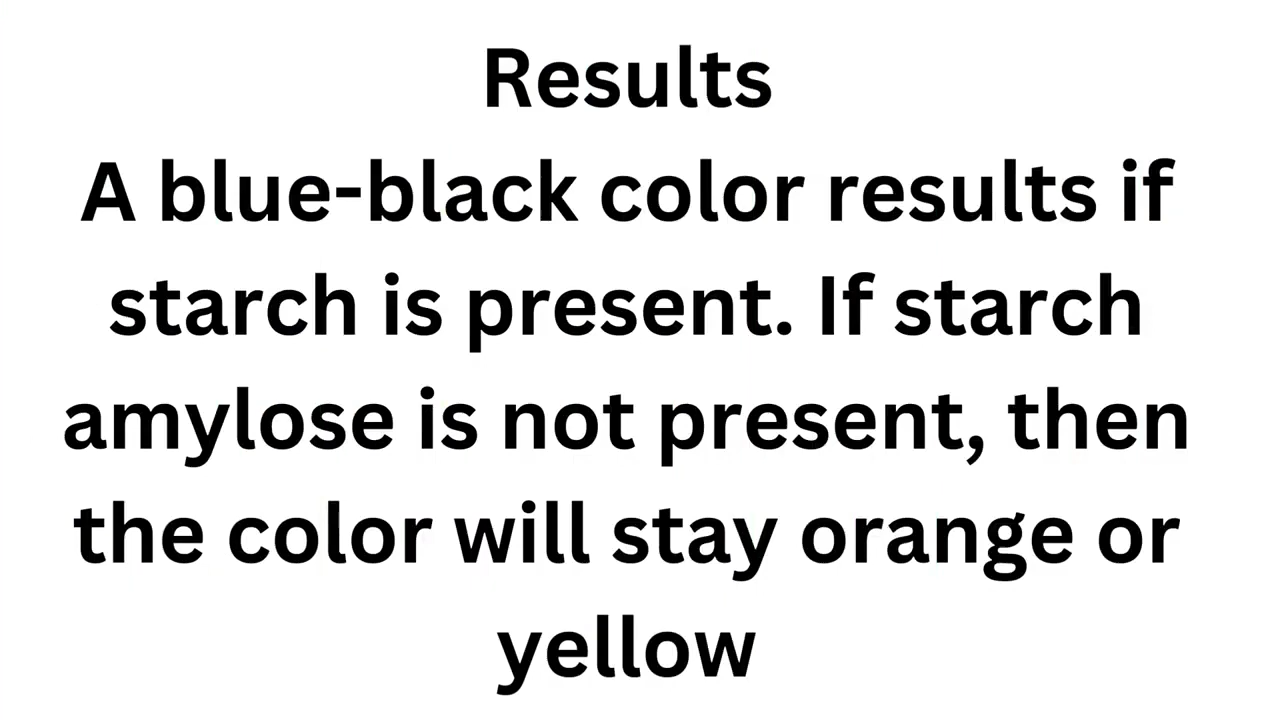 Results
A blue-black color results if
starch is present. If starch
amylose is not present, then
the color will stay orange or
yellow